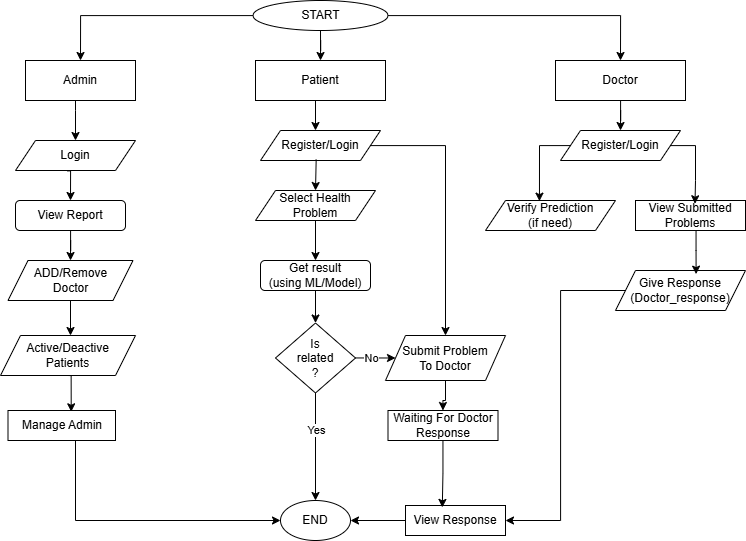 START
Admin
Patient
Doctor
Login
Register/Login
Register/Login
View Report
Select Health
Problem
Verify Prediction
(if need)
View Submitted
Problems
ADD/Remove
Doctor
Get result
(using ML/Model)
Give Response
(Doctor_response)
Active/Deactive
Patients
Is
related
?
No
Submit Problem
To Doctor
Manage Admin
Yes
Waiting For Doctor
Response
END
View Response